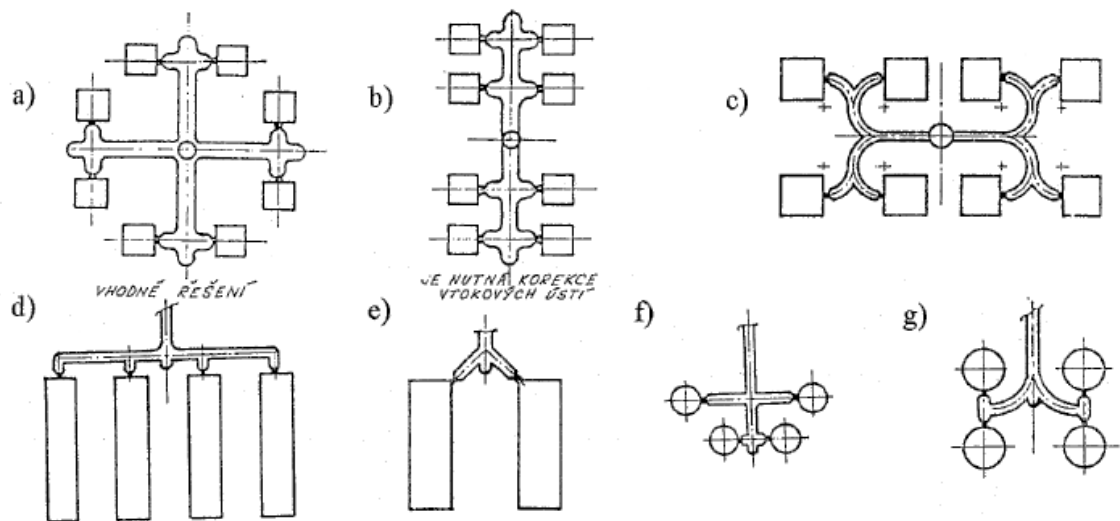 a)
b)
c)
VHODNÉ ŘEŠENÍ
JE NUTNÁ KOREKCE
VTOKOVÝCH ÚSTÍ
d)
e)
f)
g)